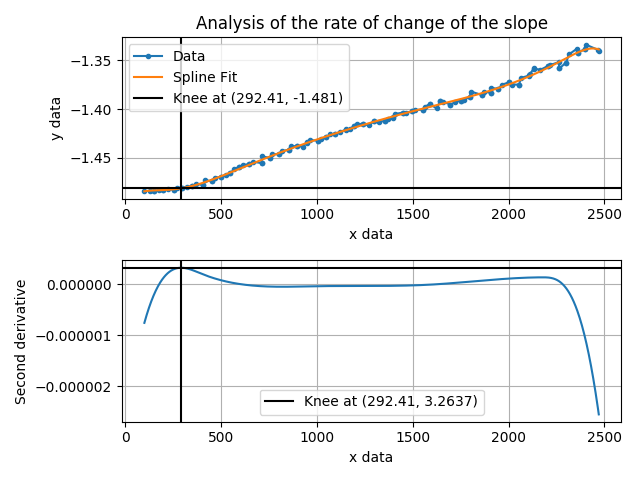 Analysis of the rate of change of the slope
Data
Spline Fit
Knee at (292.41, -1.481)
−1.35
−1.40
−1.45
y data
0
500
1000
1500
2000
2500
x data
0.000000
−0.000001
−0.000002
Second derivative
Knee at (292.41, 3.2637)
0
500
1000
1500
2000
2500
x data